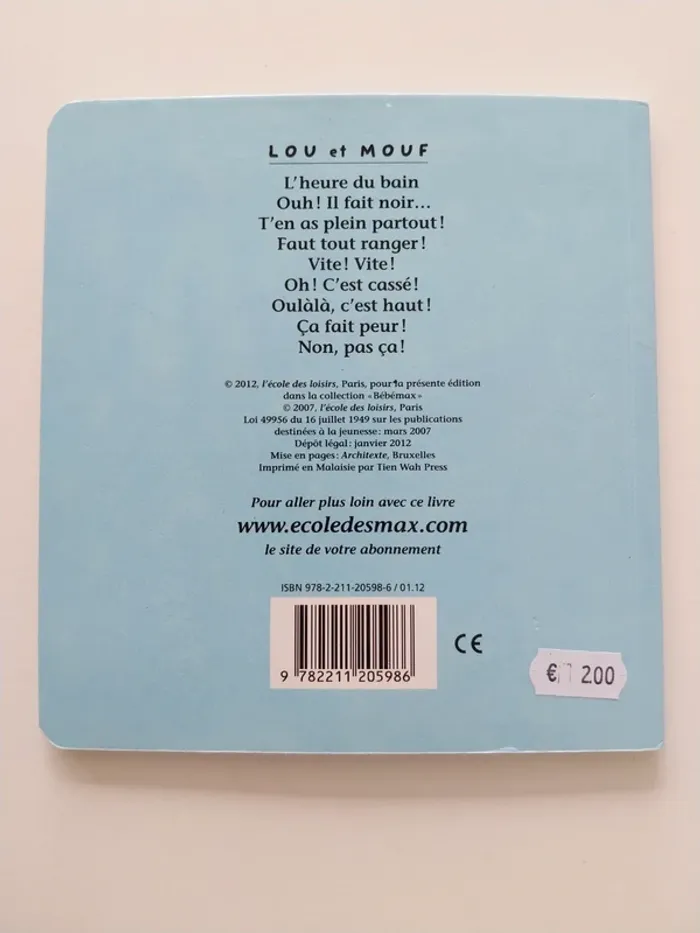 LOU et MOUF
L'heure du bain
Ouh! Il fait noir...
T'en as plein partout!
Faut tout ranger!
Vite! Vite!
Oh! C'est cassé!
Oulàlà, c'est haut!
Ça fait peur!
Non, pas ça!
© 2012, l'école des loisirs, Paris, pour la présente édition
dans la collection «Bébémax»
© 2007, l'école des loisirs, Paris
Loi 49956 du 16 juillet 1949 sur les publications
destinées à la jeunesse: mars 2007
Dépôt légal: janvier 2012
Mise en pages: Architexte, Bruxelles
Imprimé en Malaisie par Tien Wah Press
Pour aller plus loin avec ce livre
www.ecoledesmax.com
le site de votre abonnement
ISBN 978-2-211-20598-6 / 01.12
9 782211 205986
CE
€ 200